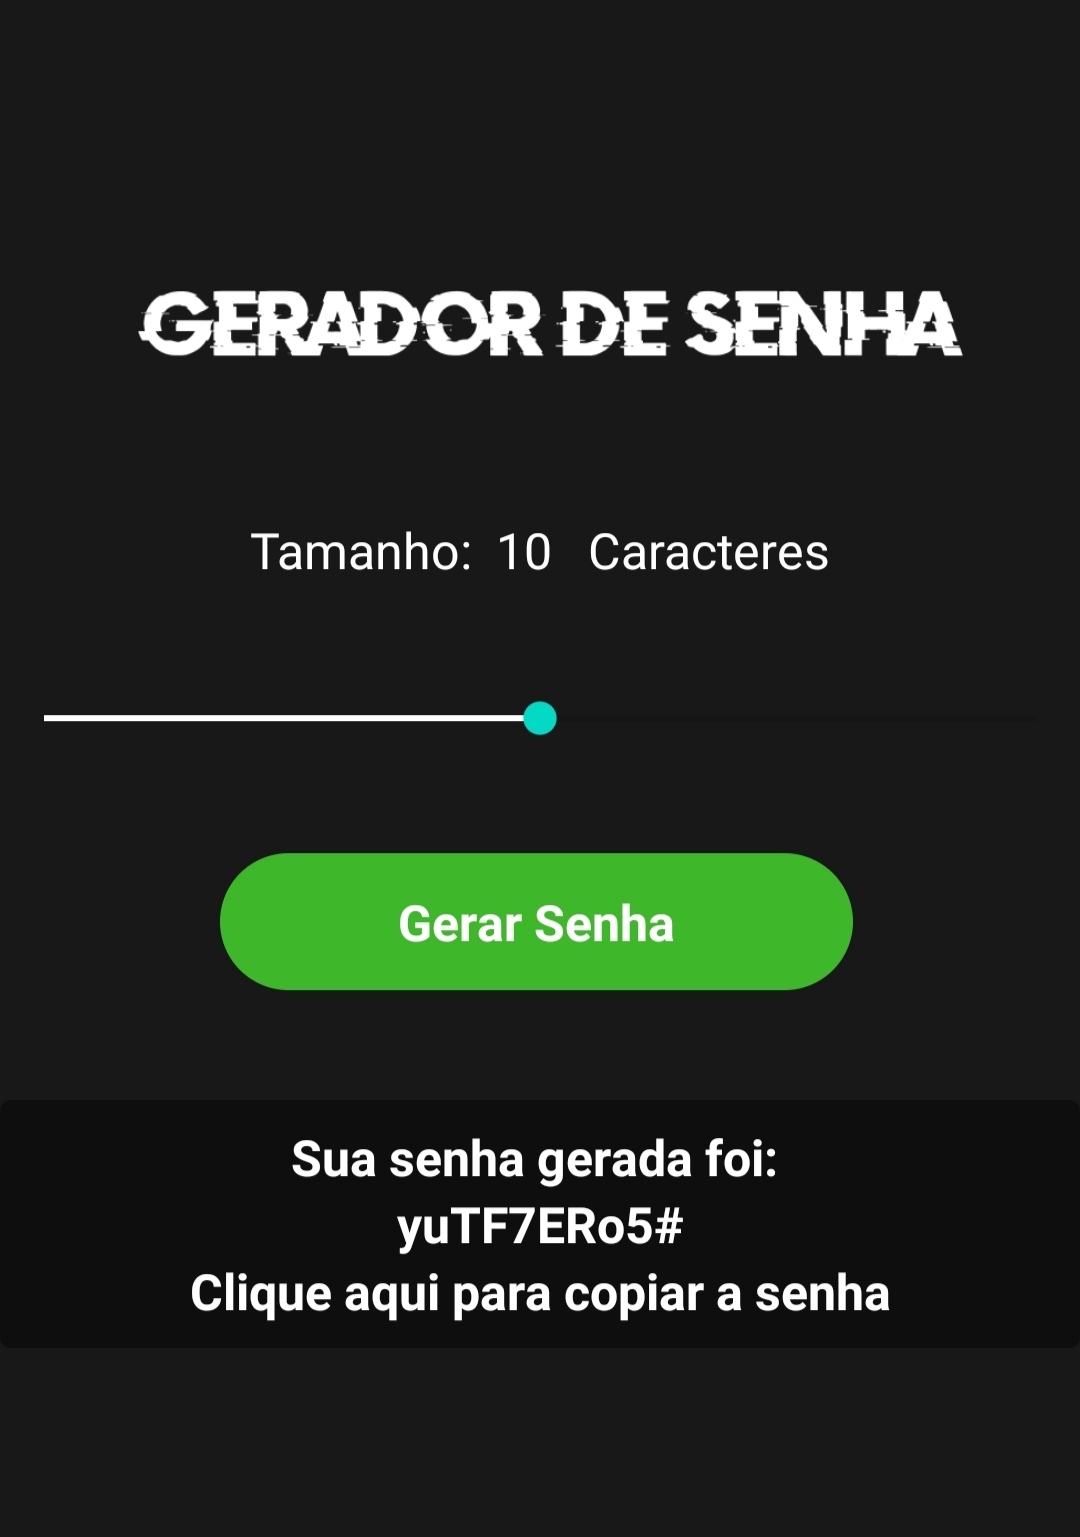 GERADOR DE SENHA
Tamanho: 10 Caracteres
Gerar Senha
Sua senha gerada foi:
yuTF7ERo5#
Clique aqui para copiar a senha